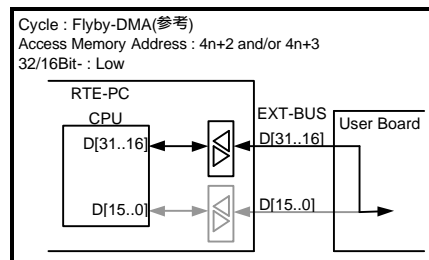 Cycle : Flyby-DMA(参考)
Access Memory Address : 4n+2 and/or 4n+3
32/16Bit- : Low
RTE-PC
CPU
EXT-BUS
User Board
D[31..16]
D[31..16]
D[15..0]
D[15..0]